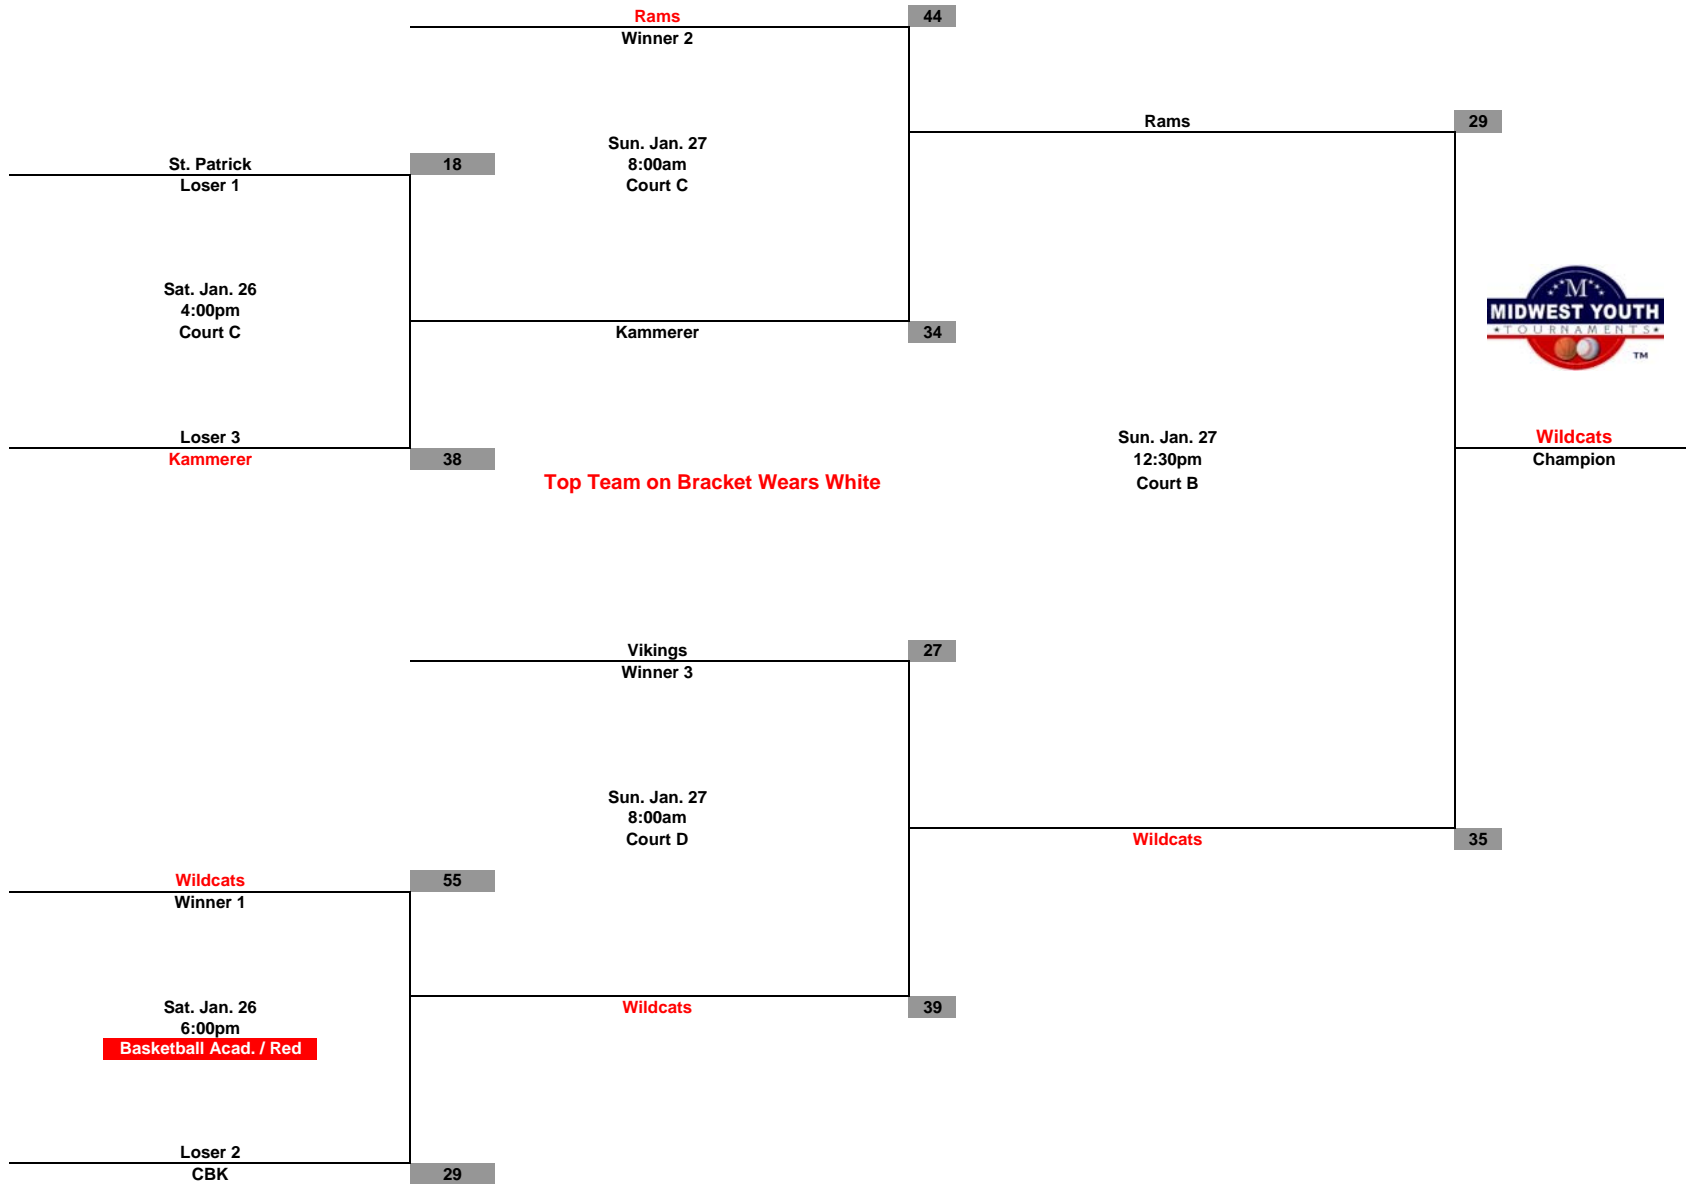 Rams 44
Winner 2
Rams 29
Sun. Jan. 27
8:00am
Court C
St. Patrick 18
Loser 1
Sat. Jan. 26
4:00pm
Court C
M
MIDWEST YOUTH
TOURNAMENTS
TM
Kammerer 34
Loser 3
Kammerer 38
Sun. Jan. 27
12:30pm
Court B
Wildcats
Champion
Top Team on Bracket Wears White
Vikings 27
Winner 3
Sun. Jan. 27
8:00am
Court D
Wildcats 35
Wildcats 55
Winner 1
Sat. Jan. 26
6:00pm
Basketball Acad. / Red
Wildcats 39
Loser 2
CBK 29